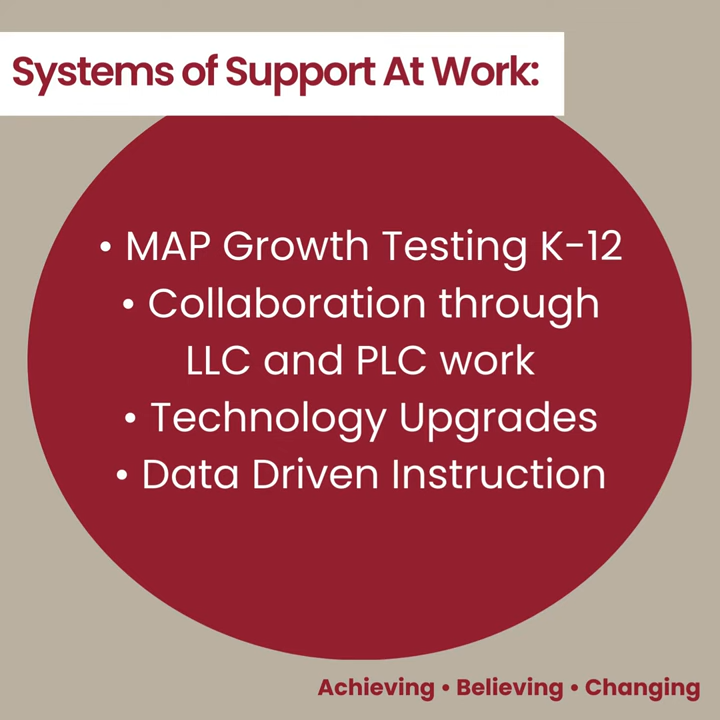 Systems of Support At Work:
• MAP Growth Testing K-12
• Collaboration through
LLC and PLC work
• Technology Upgrades
• Data Driven Instruction
Achieving • Believing • Changing